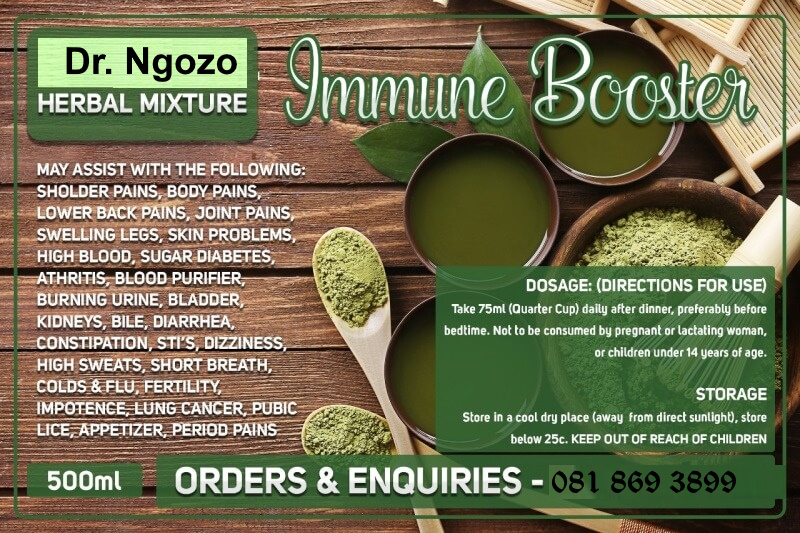 Dr. Ngozo
HERBAL MIXTURE
Immune Booster
MAY ASSIST WITH THE FOLLOWING:
SHOLDER PAINS, BODY PAINS,
LOWER BACK PAINS, JOINT PAINS,
SWELLING LEGS, SKIN PROBLEMS,
HIGH BLOOD, SUGAR DIABETES,
ATHRITIS, BLOOD PURIFIER,
BURNING URINE, BLADDER,
KIDNEYS, BILE, DIARRHEA,
CONSTIPATION, STI'S, DIZZINESS,
HIGH SWEATS, SHORT BREATH,
COLDS & FLU, FERTILITY,
IMPOTENCE, LUNG CANCER, PUBIC
LICE, APPETIZER, PERIOD PAINS
DOSAGE: (DIRECTIONS FOR USE)
Take 75ml (Quarter Cup) daily after dinner, preferably before
bedtime. Not to be consumed by pregnant or lactating woman,
or children under 14 years of age.
STORAGE
Store in a cool dry place (away from direct sunlight), store
below 25c. KEEP OUT OF REACH OF CHILDREN
500ml
ORDERS & ENQUIRIES - 081 869 3899